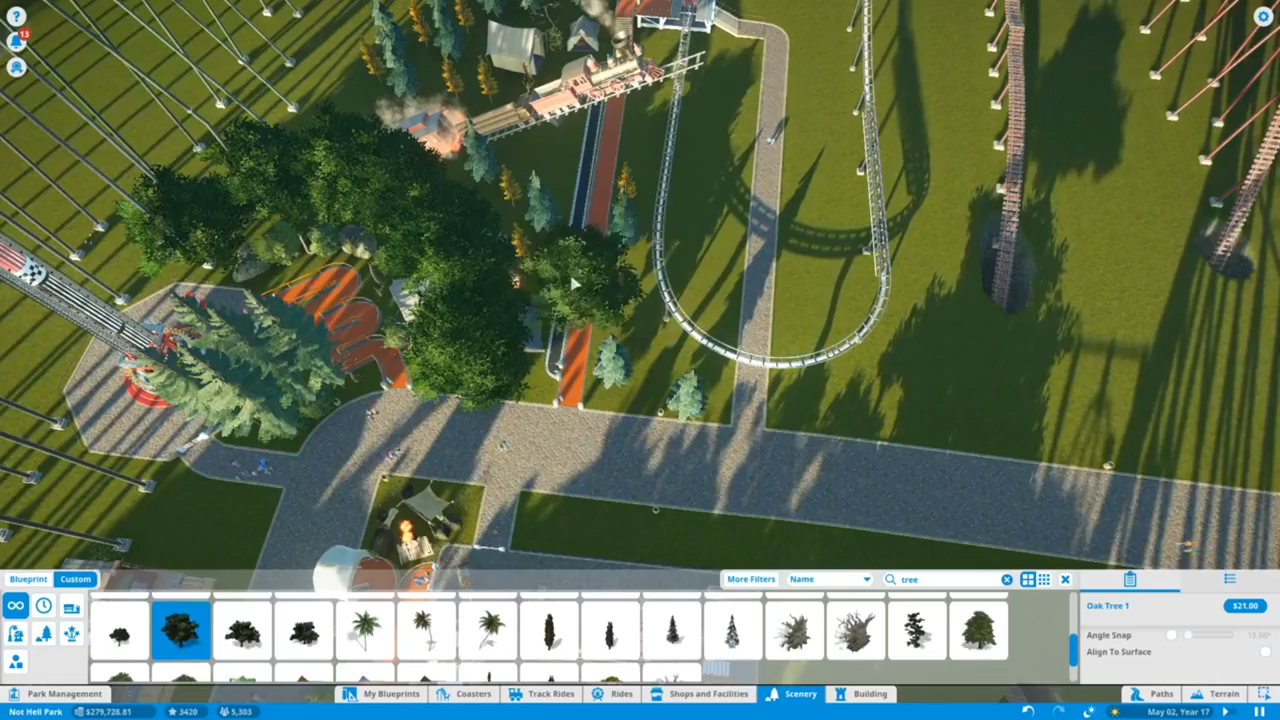 13
Blueprint Custom More Filters Name tree
Oak Tree 1 $21.00
Angle Snap 15.00°
Align To Surface
Park Management My Blueprints Coasters Track Rides Rides Shops and Facilities Scenery Building Paths Terrain
Not Hell Park $279,728.81 3420 5,303 May 02, Year 17